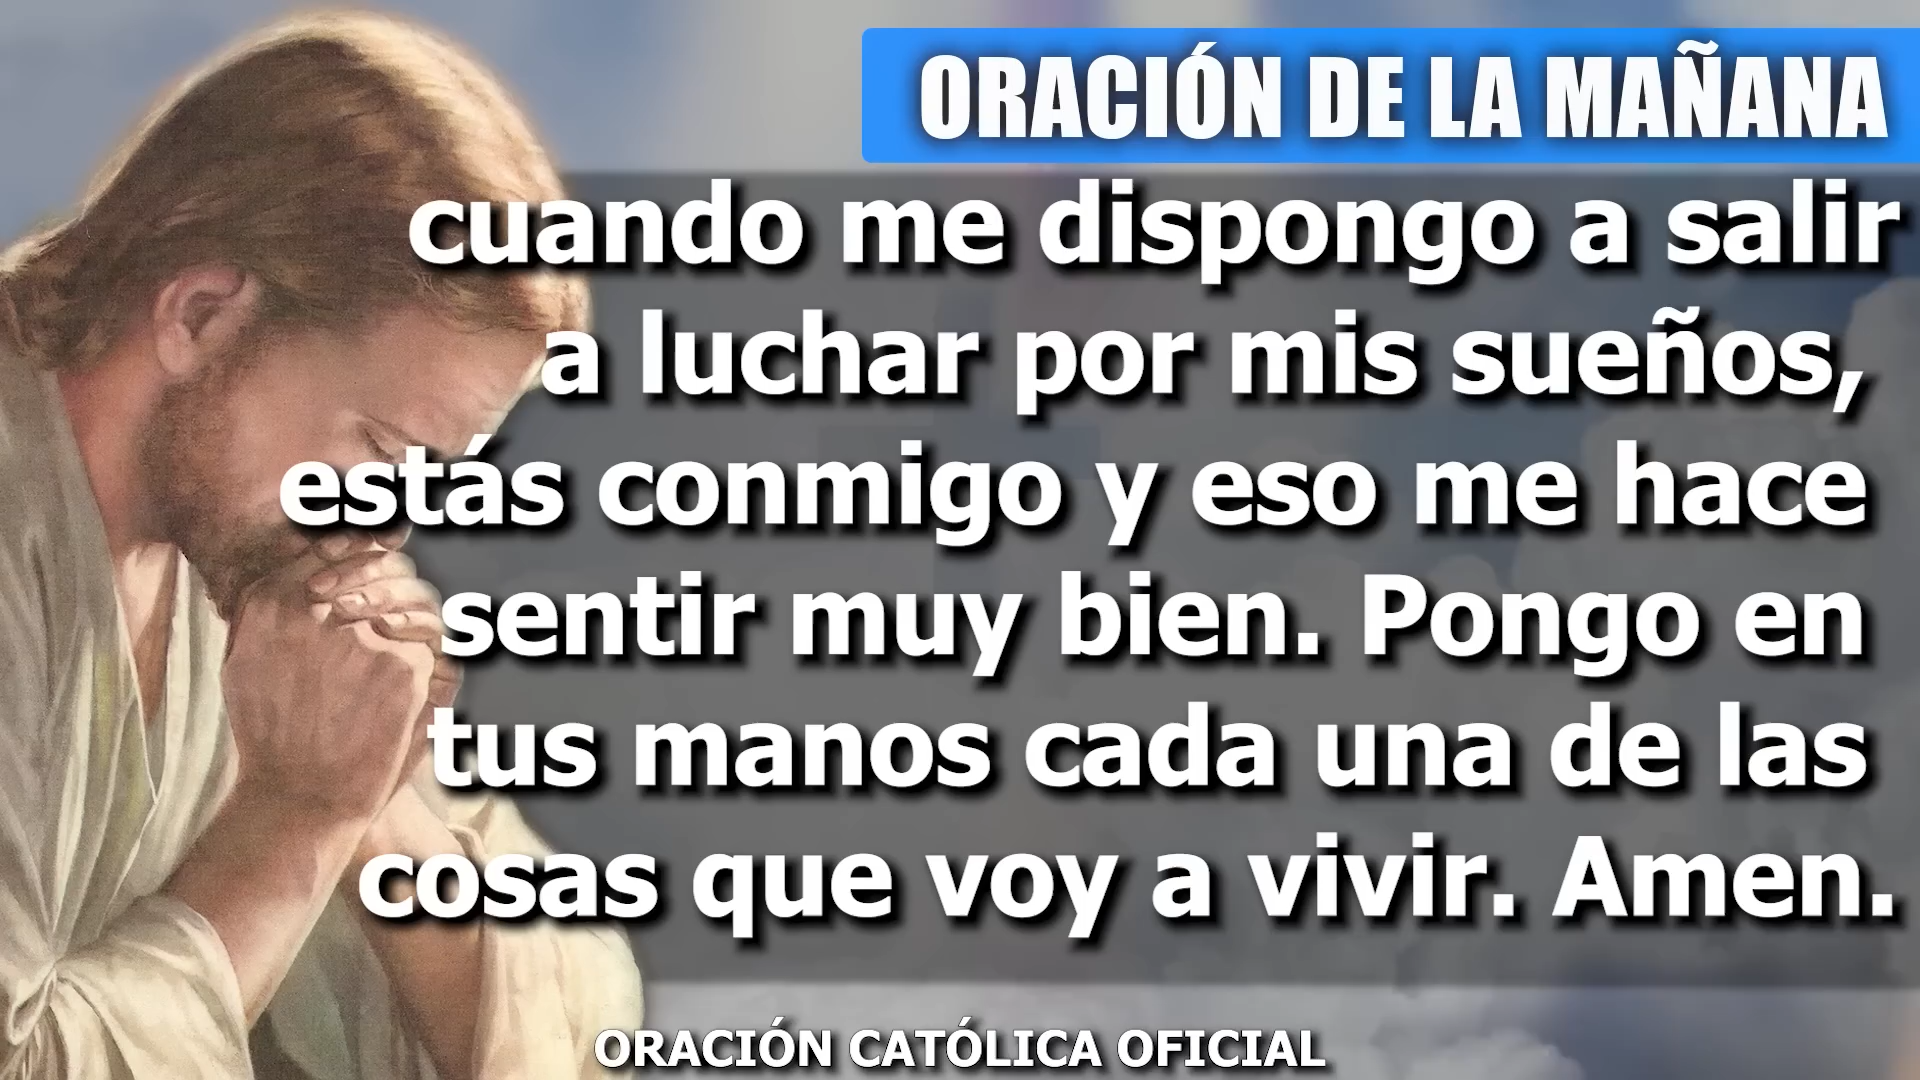 ORACIÓN DE LA MAÑANA
cuando me dispongo a salir
a luchar por mis sueños,
estás conmigo y eso me hace
sentir muy bien. Pongo en
tus manos cada una de las
cosas que voy a vivir. Amen.
ORACIÓN CATÓLICA OFICIAL